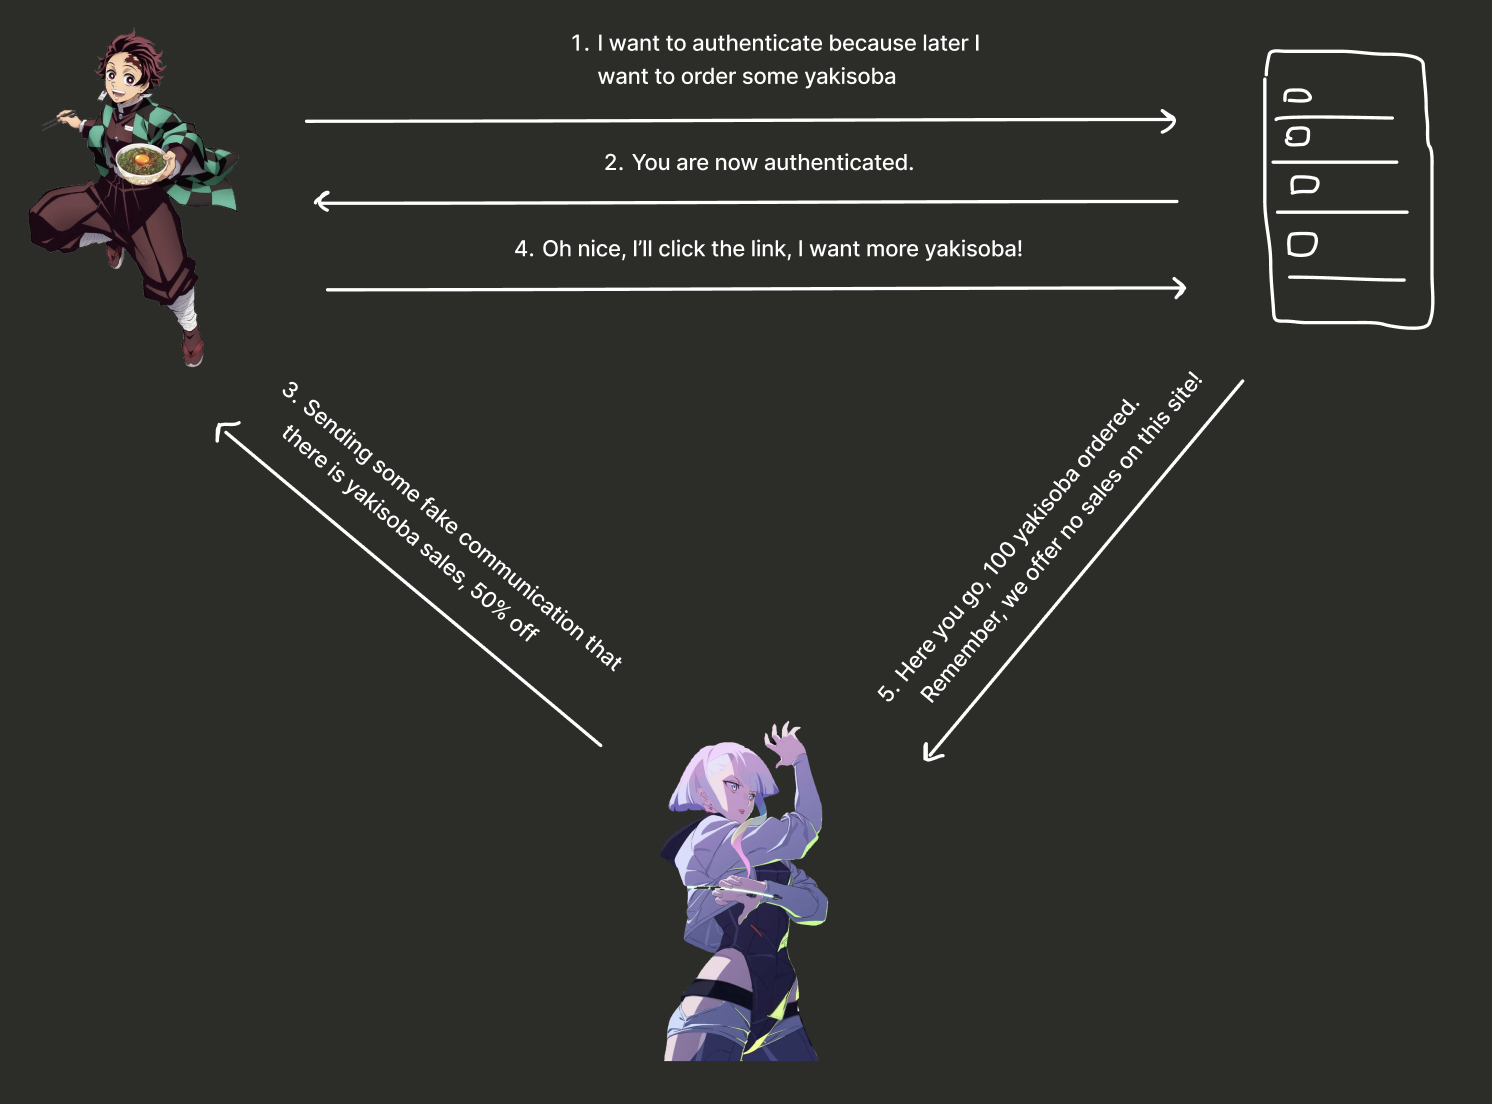 1. I want to authenticate because later I
want to order some yakisoba
2. You are now authenticated.
4. Oh nice, I’ll click the link, I want more yakisoba!
3. Sending some fake communication that
there is yakisoba sales, 50% off
5. Here you go, 100 yakisoba ordered.
Remember, we offer no sales on this site!